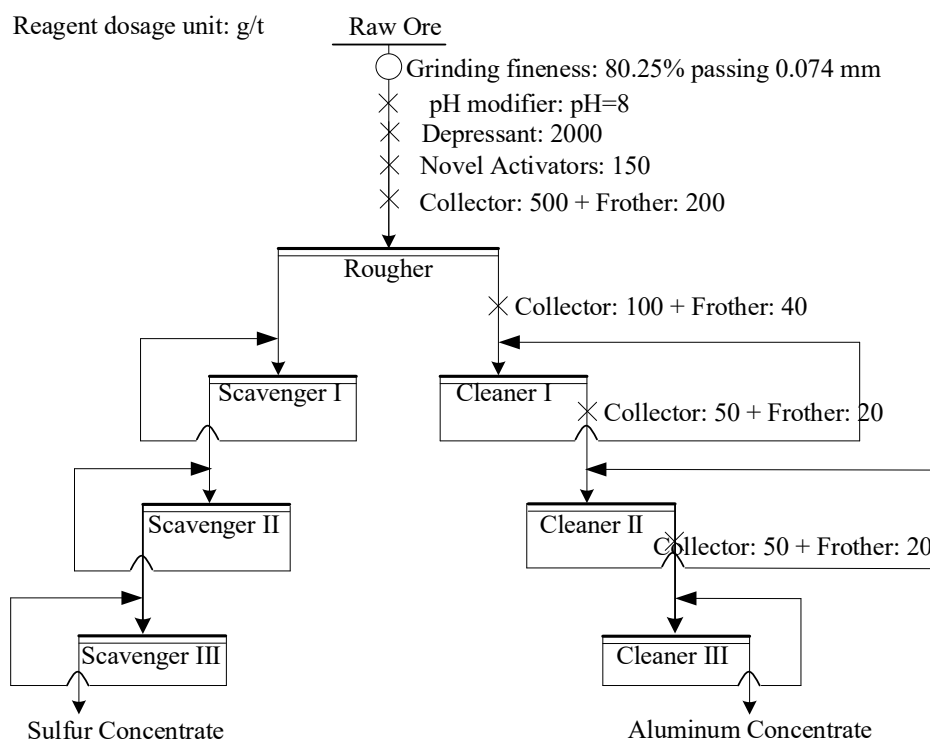 Reagent dosage unit: g/t
Raw Ore
Grinding fineness: 80.25% passing 0.074 mm
pH modifier: pH=8
Depressant: 2000
Novel Activators: 150
Collector: 500 + Frother: 200
Rougher
Collector: 100 + Frother: 40
Scavenger I
Cleaner I
Collector: 50 + Frother: 20
Scavenger II
Cleaner II
Collector: 50 + Frother: 20
Scavenger III
Cleaner III
Sulfur Concentrate
Aluminum Concentrate